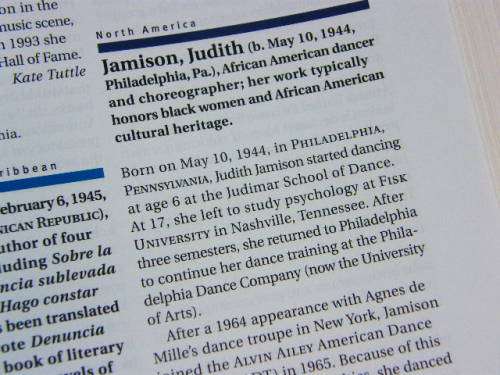 on in the
music scene,
n 1993 she
Hall of Fame.
Kate Tuttle
nia.
ribbean
ebruary 6, 1945,
NICAN REPUBLIC),
uthor of four
luding Sobre la
ncia sublevada
Hago constar
s been translated
ote Denuncia
book of literary
vels of
North America
Jamison, Judith (b. May 10, 1944,
Philadelphia, Pa.), African American dancer
and choreographer; her work typically
honors black women and African American
cultural heritage.
Born on May 10, 1944, in PHILADELPHIA,
PENNSYLVANIA, Judith Jamison started dancing
at age 6 at the Judimar School of Dance.
At 17, she left to study psychology at FISK
UNIVERSITY in Nashville, Tennessee. After
three semesters, she returned to Philadelphia
to continue her dance training at the Phila-
delphia Dance Company (now the University
of Arts).
After a 1964 appearance with Agnes de
Mille's dance troupe in New York, Jamison
joined the ALVIN AILEY American Dance
in 1965. Because of this
she danced